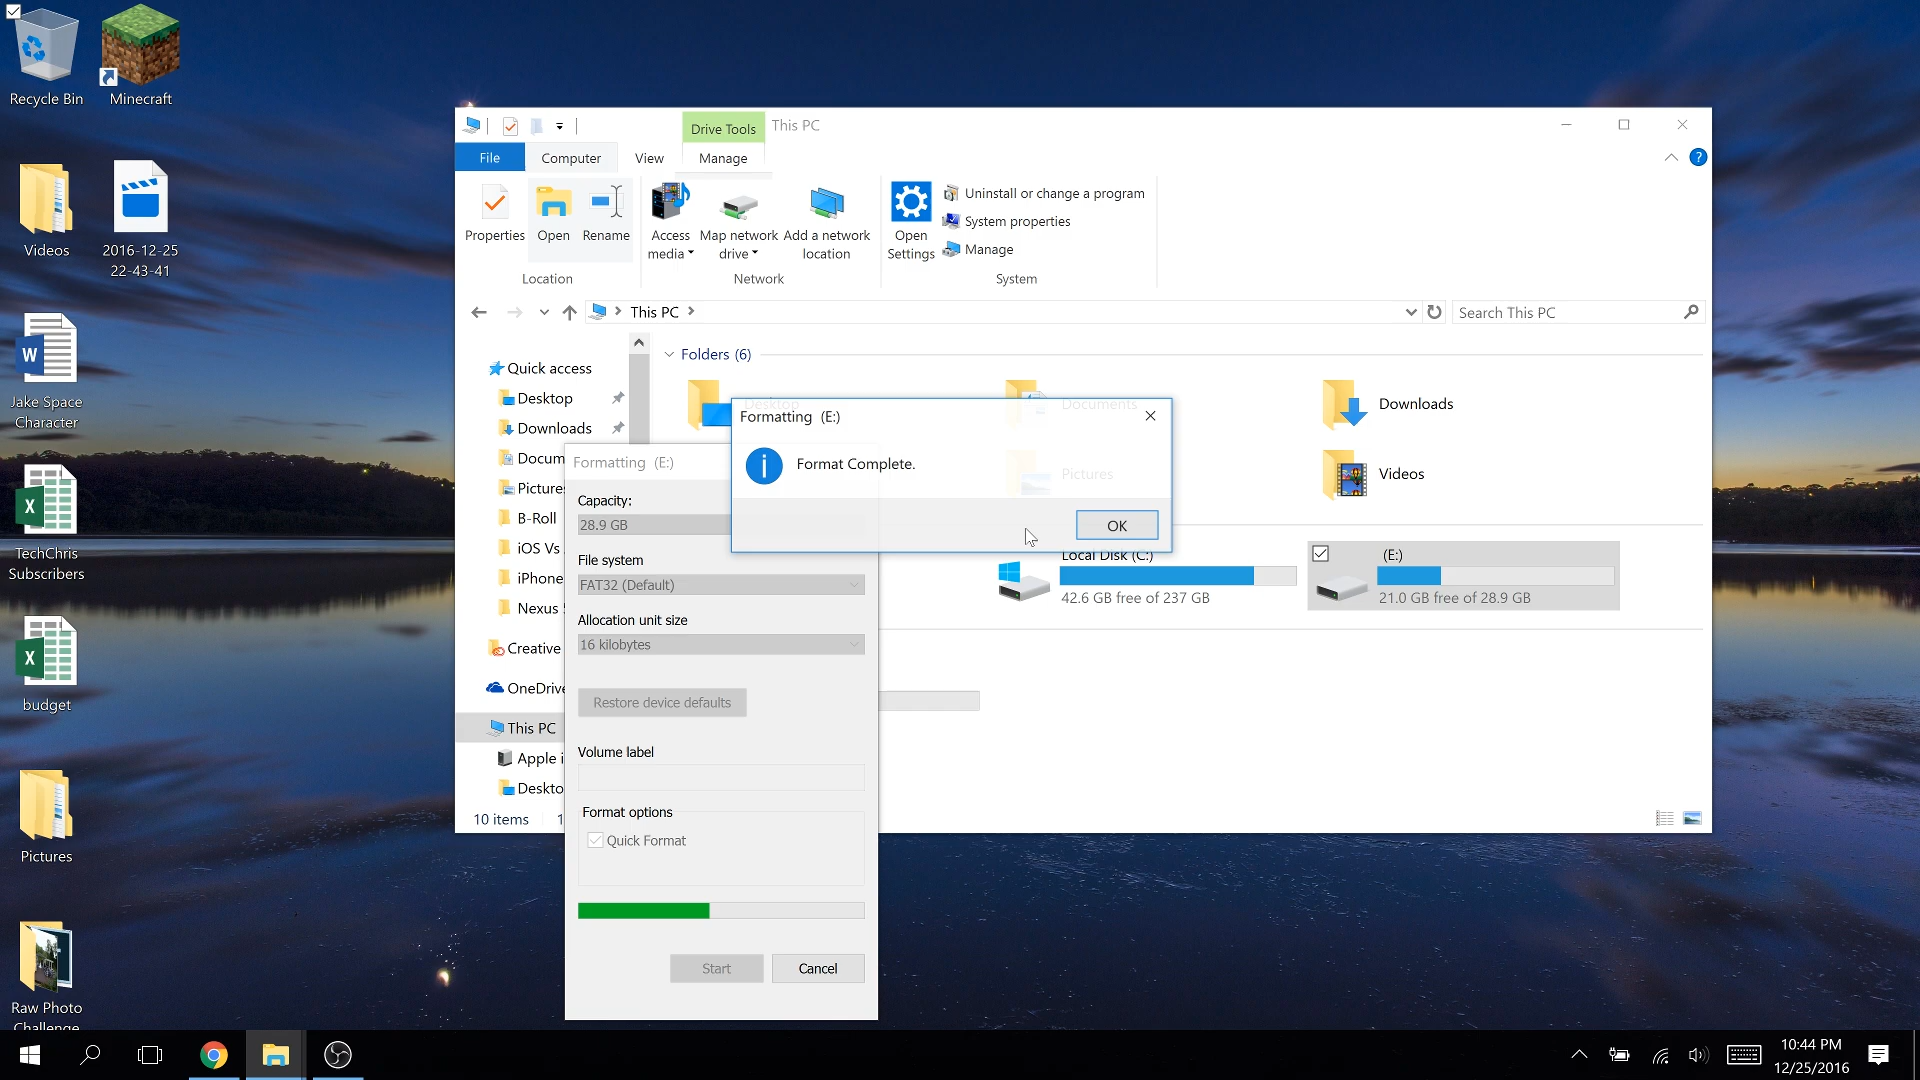 Recycle Bin
Minecraft
Videos
2016-12-25
22-43-41
Jake Space
Character
TechChris
Subscribers
budget
Pictures
Raw Photo
Challenge
Drive Tools
This PC
File
Computer
View
Manage
Properties
Open
Rename
Access
media
Map network
drive
Add a network
location
Open
Settings
Uninstall or change a program
System properties
Manage
Location
Network
System
This PC
Search This PC
Quick access
Desktop
Downloads
Docum
Pictures
B-Roll
iOS Vs
iPhone
Nexus
Creative
OneDrive
This PC
Apple i
Deskto
10 items
1
Folders (6)
Desktop
Documents
Downloads
Pictures
Videos
Local Disk (C:)
42.6 GB free of 237 GB
(E:)
21.0 GB free of 28.9 GB
Formatting (E:)
Format Complete.
OK
Formatting (E:)
Capacity:
28.9 GB
File system
FAT32 (Default)
Allocation unit size
16 kilobytes
Restore device defaults
Volume label
Format options
Quick Format
Start
Cancel
10:44 PM
12/25/2016